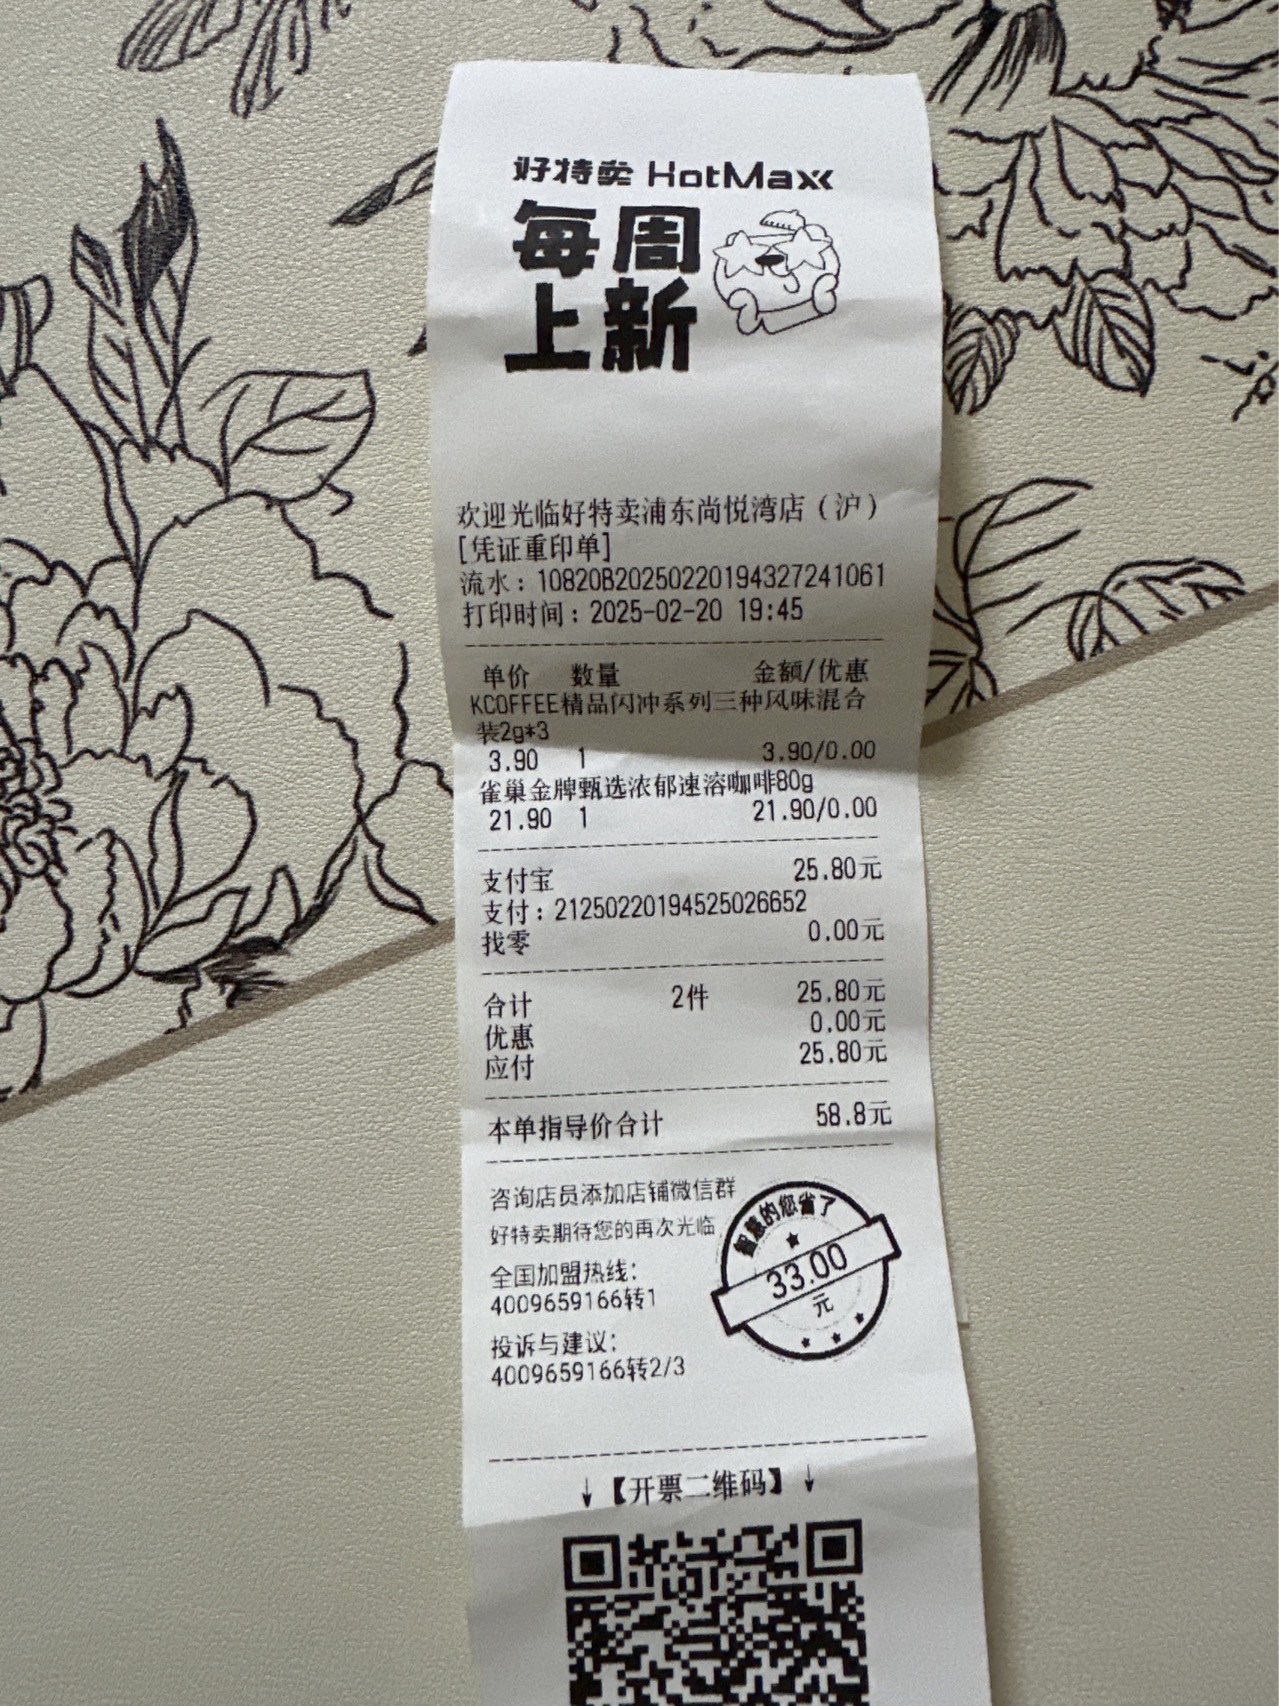 好特卖 HotMaxx
每周
上新
欢迎光临好特卖浦东尚悦湾店（沪）
[凭证重印单]
流水：10820B20250220194327241061
打印时间：2025-02-20 19:45
单价 数量 金额/优惠
KCOFFEE精品闪冲系列三种风味混合
装2g*3
3.90 1 3.90/0.00
雀巢金牌甄选浓郁速溶咖啡80g
21.90 1 21.90/0.00
支付宝 25.80元
支付：21250220194525026652
找零 0.00元
合计 2件 25.80元
优惠 0.00元
应付 25.80元
本单指导价合计 58.8元
咨询店员添加店铺微信群
好特卖期待您的再次光临
全国加盟热线：
4009659166转1
投诉与建议：
4009659166转2/3
智慧的您省了
33.00
元
↓【开票二维码】↓